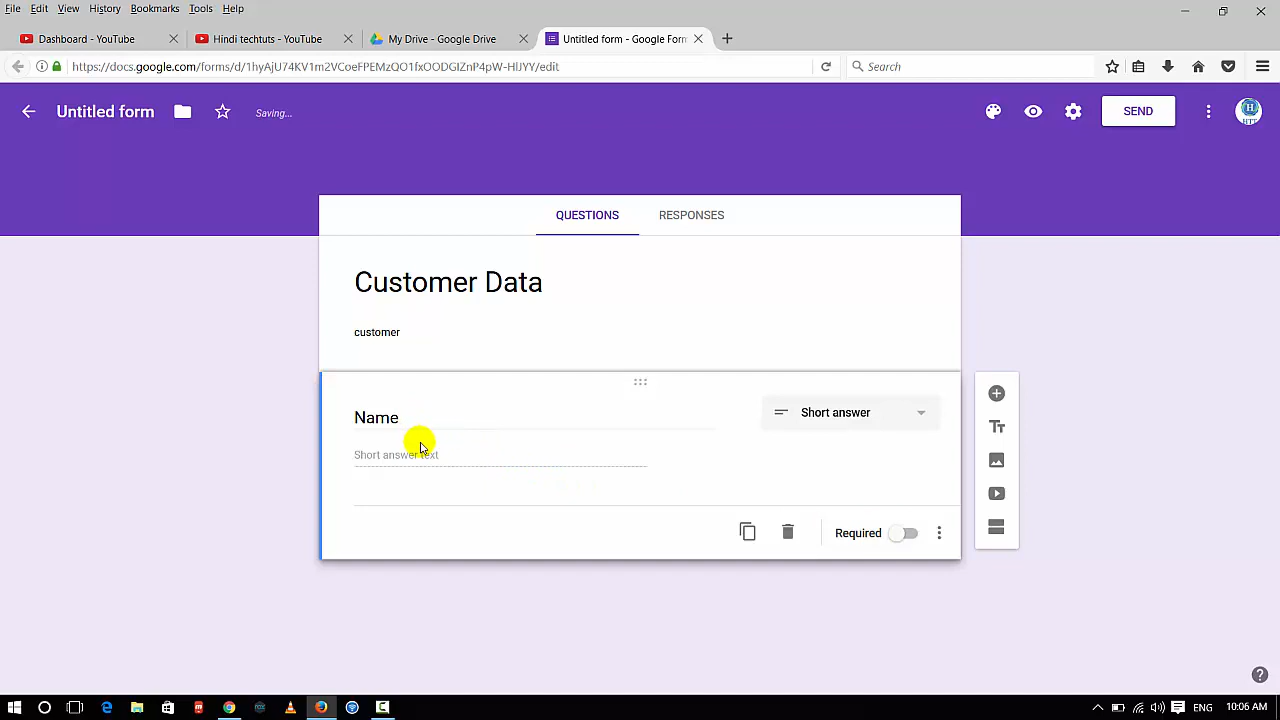 File Edit View History Bookmarks Tools Help
Dashboard - YouTube
Hindi techtuts - YouTube
My Drive - Google Drive
Untitled form - Google Form
https://docs.google.com/forms/d/1hyAjU74KV1m2VCoeFPEMzQO1fxOODGIZnP4pW-HlJYY/edit
Search
Untitled form
Saving...
SEND
QUESTIONS
RESPONSES
Customer Data
customer
Name
Short answer
Short answer text
Required
ENG
10:06 AM